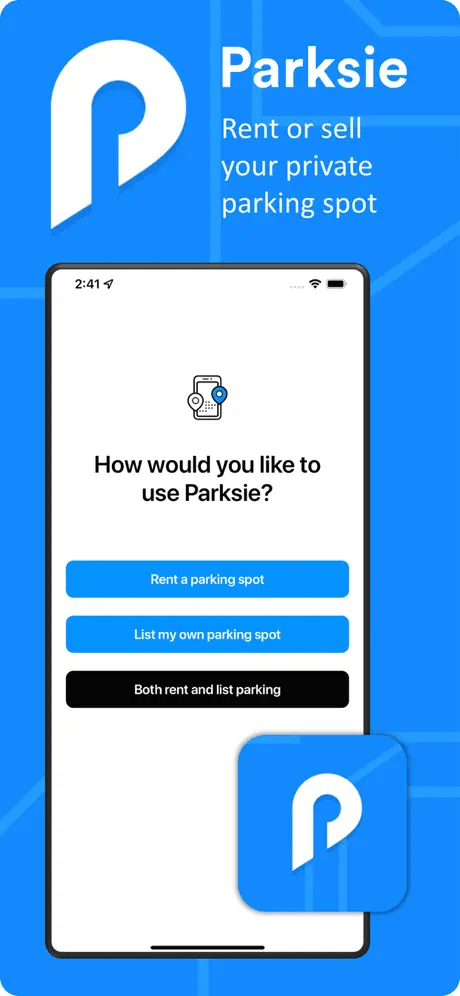 Parksie
Rent or sell
your private
parking spot
2:41
How would you like to
use Parksie?
Rent a parking spot
List my own parking spot
Both rent and list parking